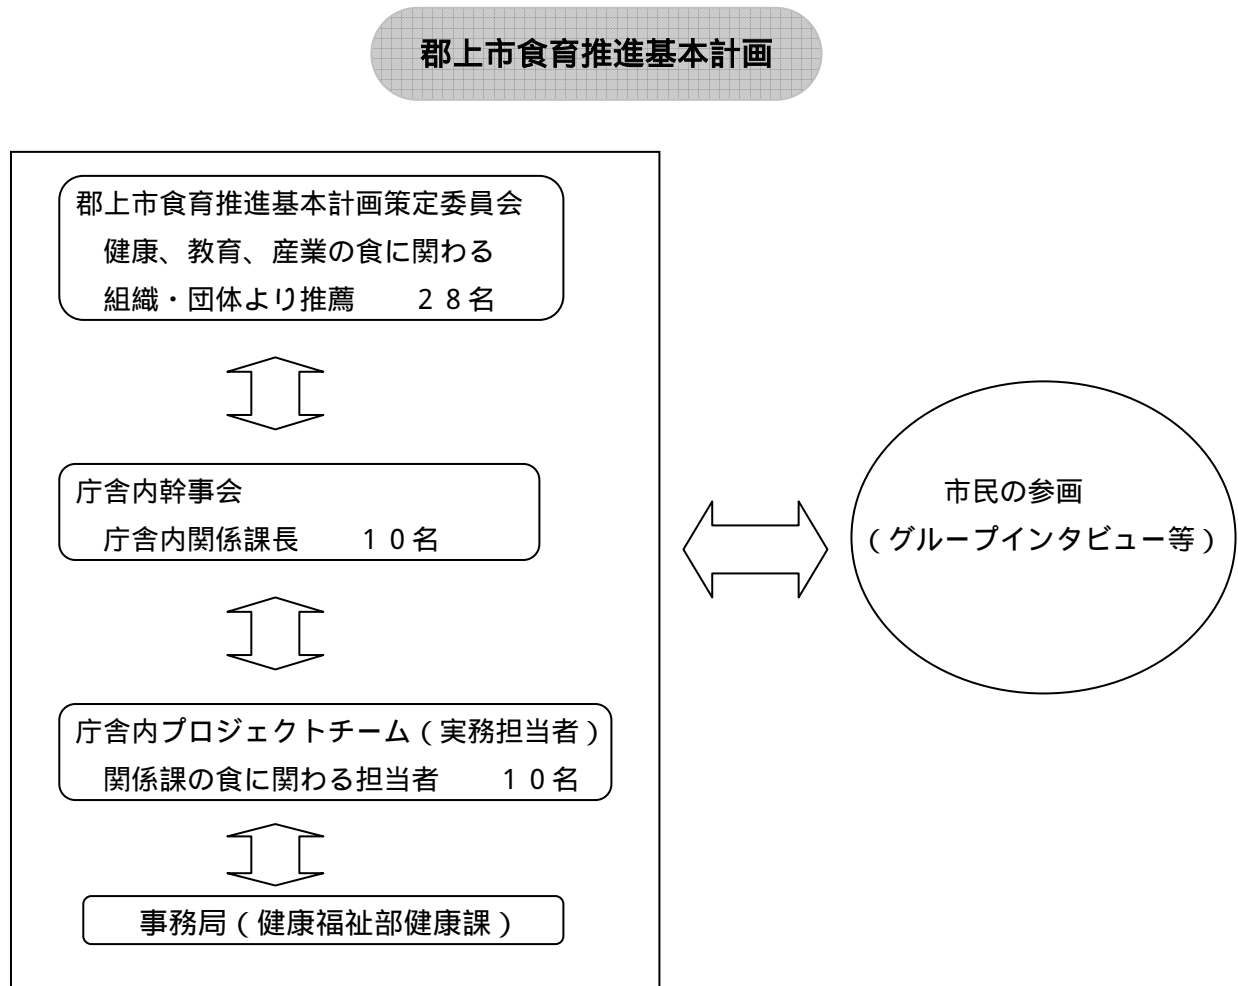 郡上市食育推進基本計画
郡上市食育推進基本計画策定委員会
健康、教育、産業の食に関わる
組織・団体より推薦　　２８名
庁舎内幹事会
庁舎内関係課長　　１０名
庁舎内プロジェクトチーム（実務担当者）
関係課の食に関わる担当者　　１０名
事務局（健康福祉部健康課）
市民の参画
（グループインタビュー等）